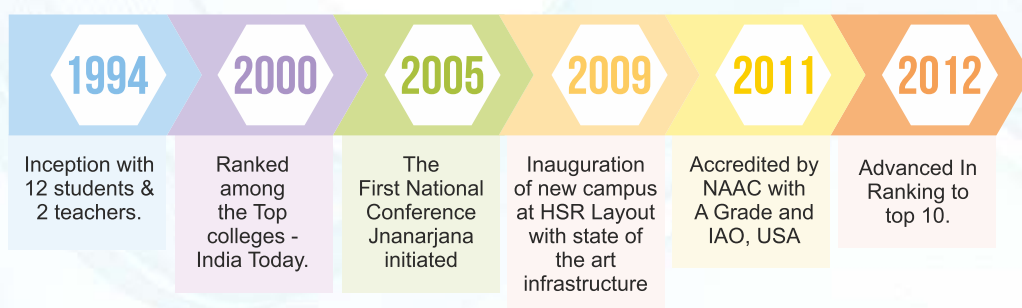 1994
Inception with
12 students &
2 teachers.
2000
Ranked
among
the Top
colleges -
India Today.
2005
The
First National
Conference
Jnanarjana
initiated
2009
Inauguration
of new campus
at HSR Layout
with state of
the art
infrastructure
2011
Accredited by
NAAC with
A Grade and
IAO, USA
2012
Advanced In
Ranking to
top 10.